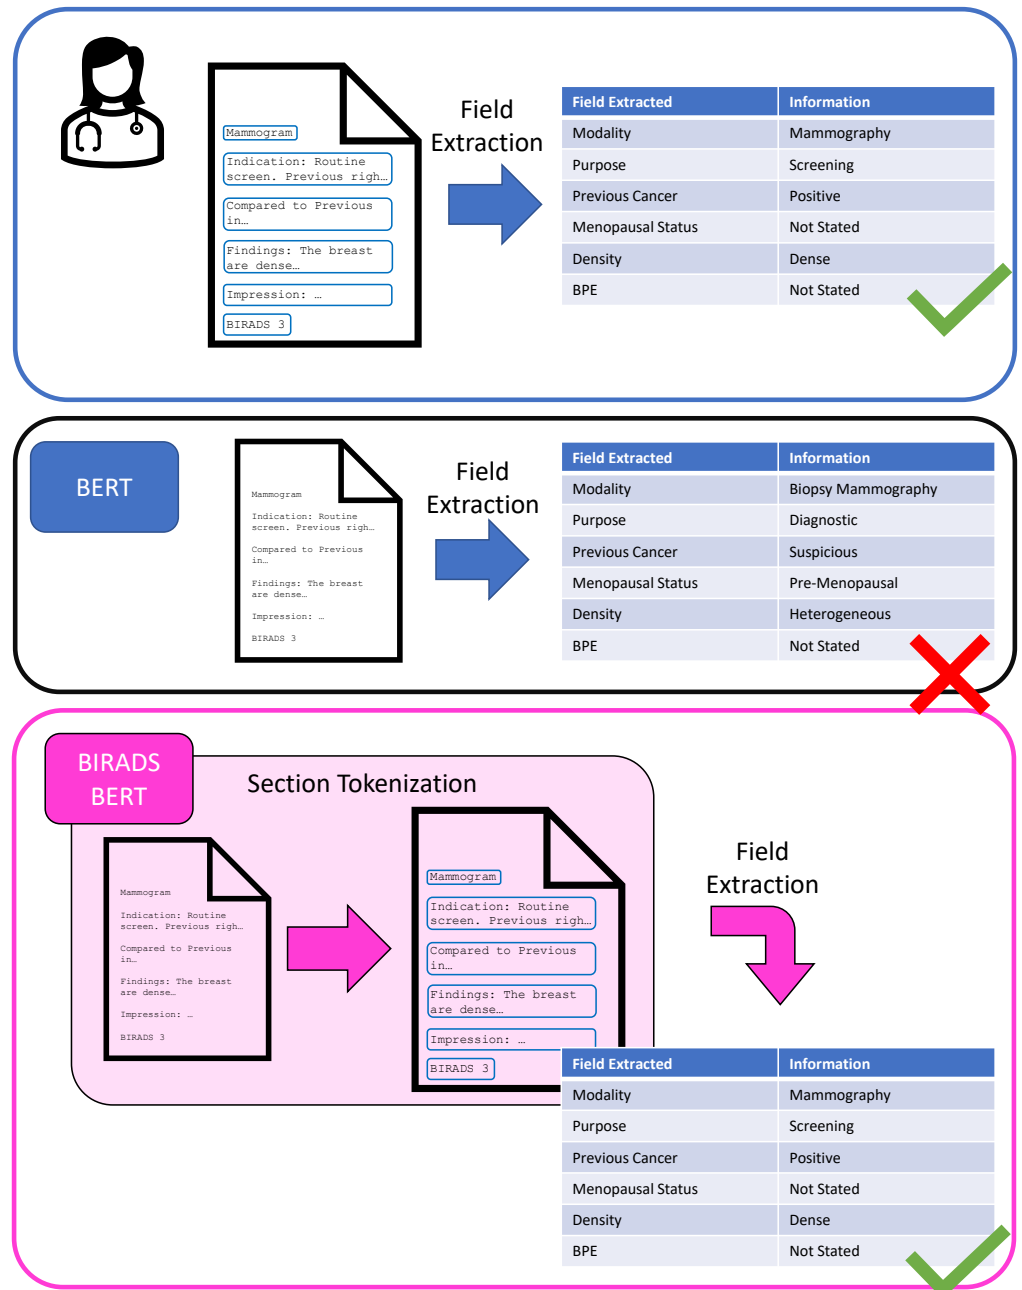 Mammogram
Indication: Routine
screen. Previous righ…
Compared to Previous
in…
Findings: The breast
are dense…
Impression: …
BIRADS 3
Field
Extraction
Field Extracted Information
Modality Mammography
Purpose Screening
Previous Cancer Positive
Menopausal Status Not Stated
Density Dense
BPE Not Stated
BERT
Mammogram
Indication: Routine
screen. Previous righ…
Compared to Previous
in…
Findings: The breast
are dense…
Impression: …
BIRADS 3
Field
Extraction
Field Extracted Information
Modality Biopsy Mammography
Purpose Diagnostic
Previous Cancer Suspicious
Menopausal Status Pre-Menopausal
Density Heterogeneous
BPE Not Stated
BIRADS
BERT
Section Tokenization
Mammogram
Indication: Routine
screen. Previous righ…
Compared to Previous
in…
Findings: The breast
are dense…
Impression: …
BIRADS 3
Mammogram
Indication: Routine
screen. Previous righ…
Compared to Previous
in…
Findings: The breast
are dense…
Impression: …
BIRADS 3
Field
Extraction
Field Extracted Information
Modality Mammography
Purpose Screening
Previous Cancer Positive
Menopausal Status Not Stated
Density Dense
BPE Not Stated